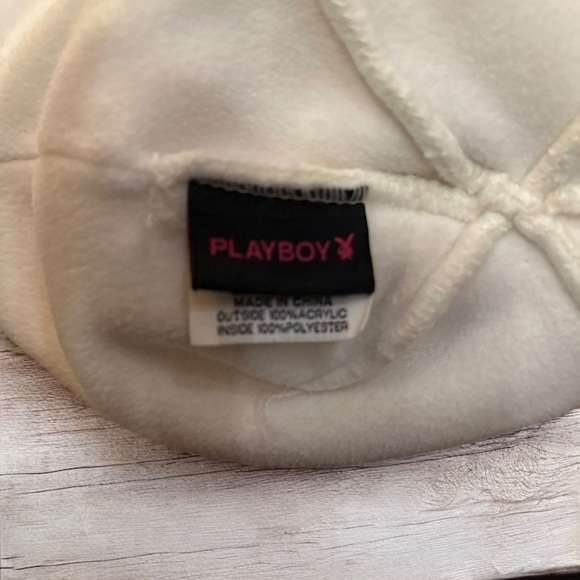 PLAYBOY
MADE IN CHINA
OUTSIDE 100%ACRYLIC
INSIDE 100%POLYESTER